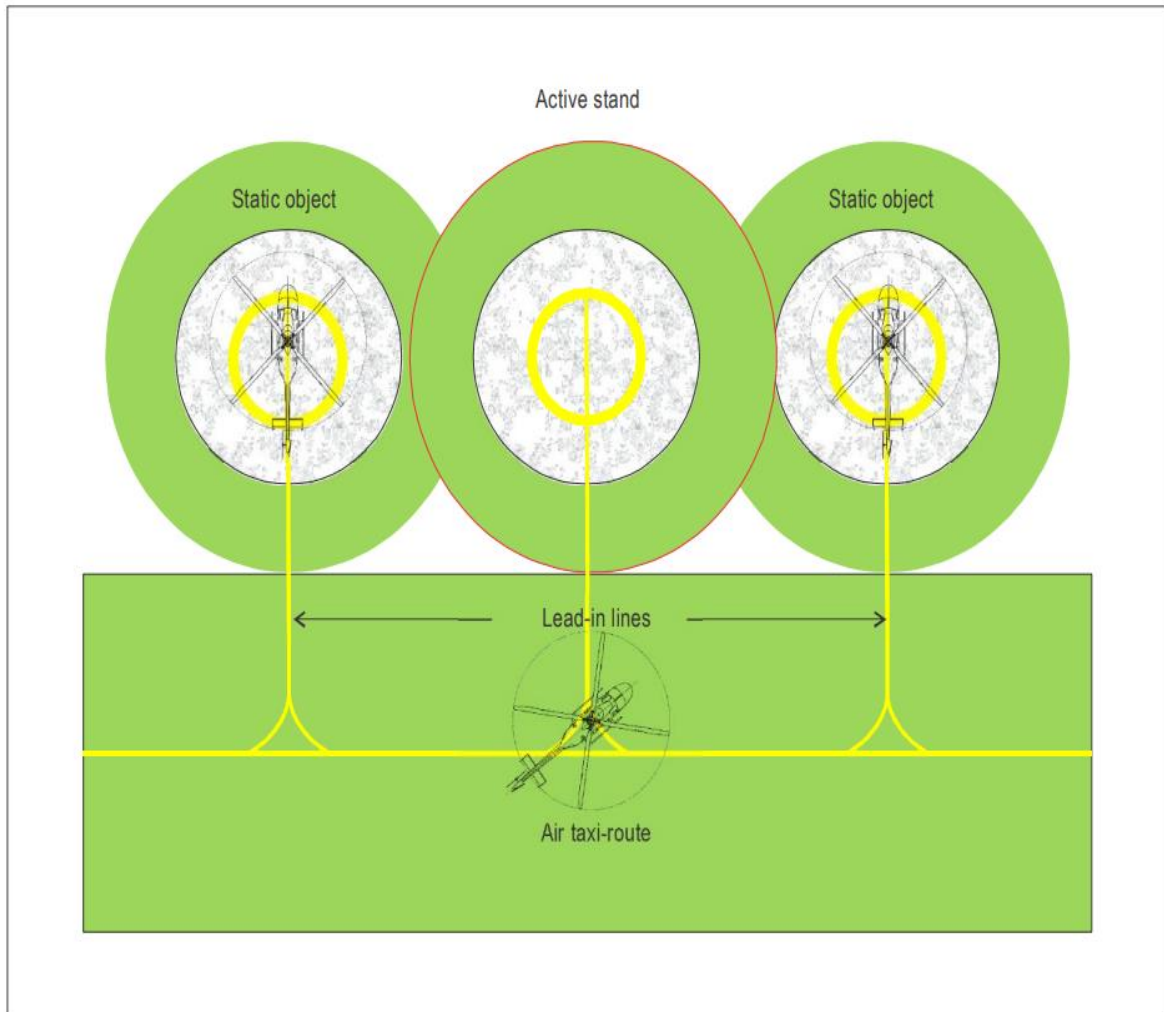 Active stand
Static object
Static object
Lead-in lines
Air taxi-route